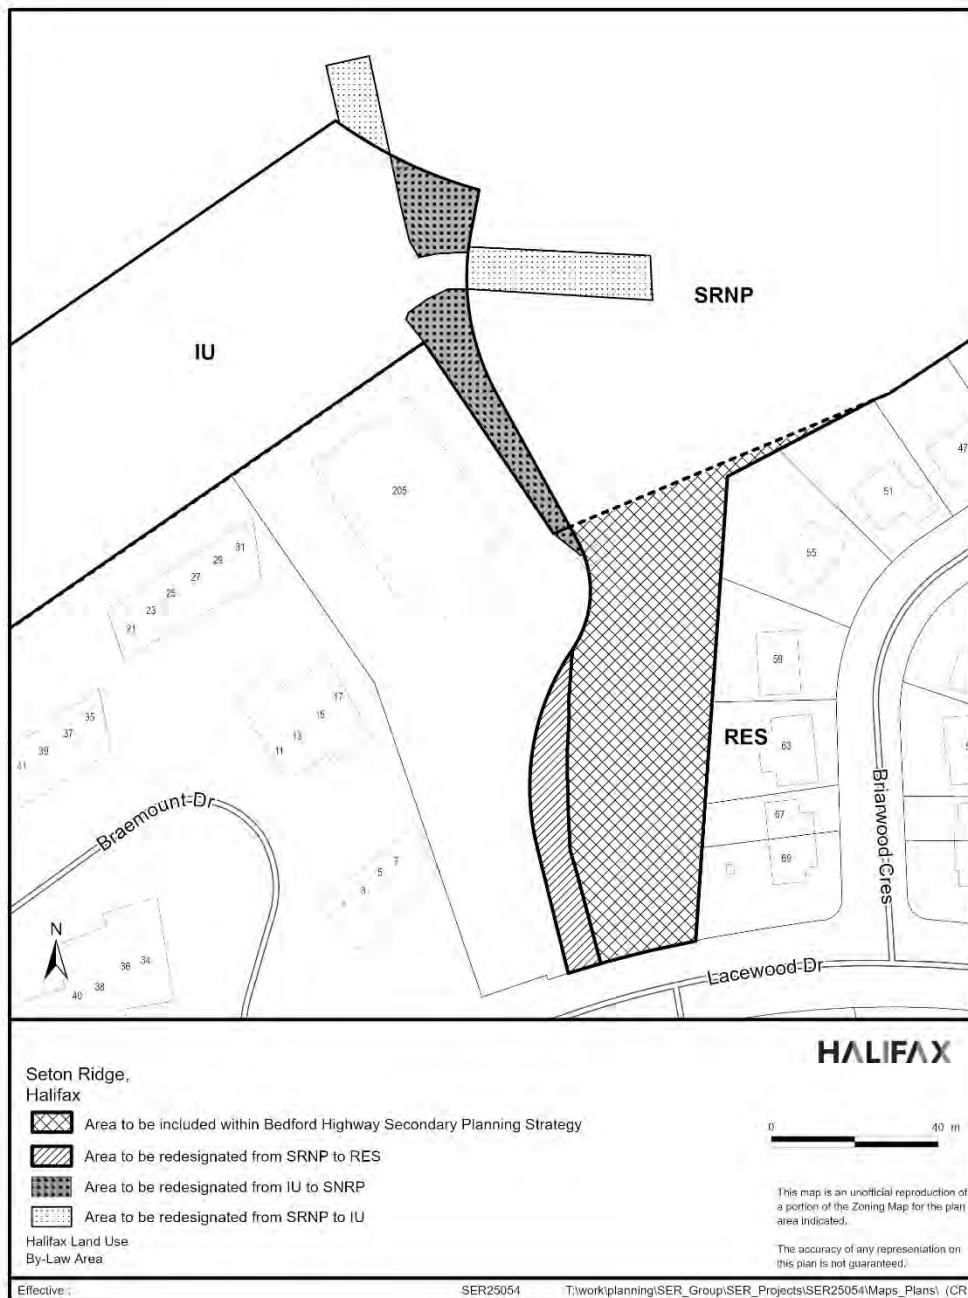 SRNP
IU
47
51
205
55
31
29
27
25
23
21
59
17
15
13
11
35
37
39
41
RES
63
Braemount Dr
Briarwood Cres
67
69
7
5
3
N
36 34
40 38
Lacewood Dr
HALIFAX
Seton Ridge,
Halifax
Area to be included within Bedford Highway Secondary Planning Strategy
Area to be redesignated from SRNP to RES
Area to be redesignated from IU to SNRP
Area to be redesignated from SRNP to IU
Halifax Land Use
By-Law Area
0 40 m
This map is an unofficial reproduction of
a portion of the Zoning Map for the plan
area indicated.
The accuracy of any representation on
this plan is not guaranteed.
Effective : SER25054 T:\work\planning\SER_Group\SER_Projects\SER25054\Maps_Plans\ (CR